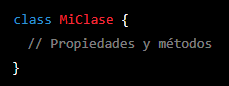 class MiClase {
  // Propiedades y métodos
}